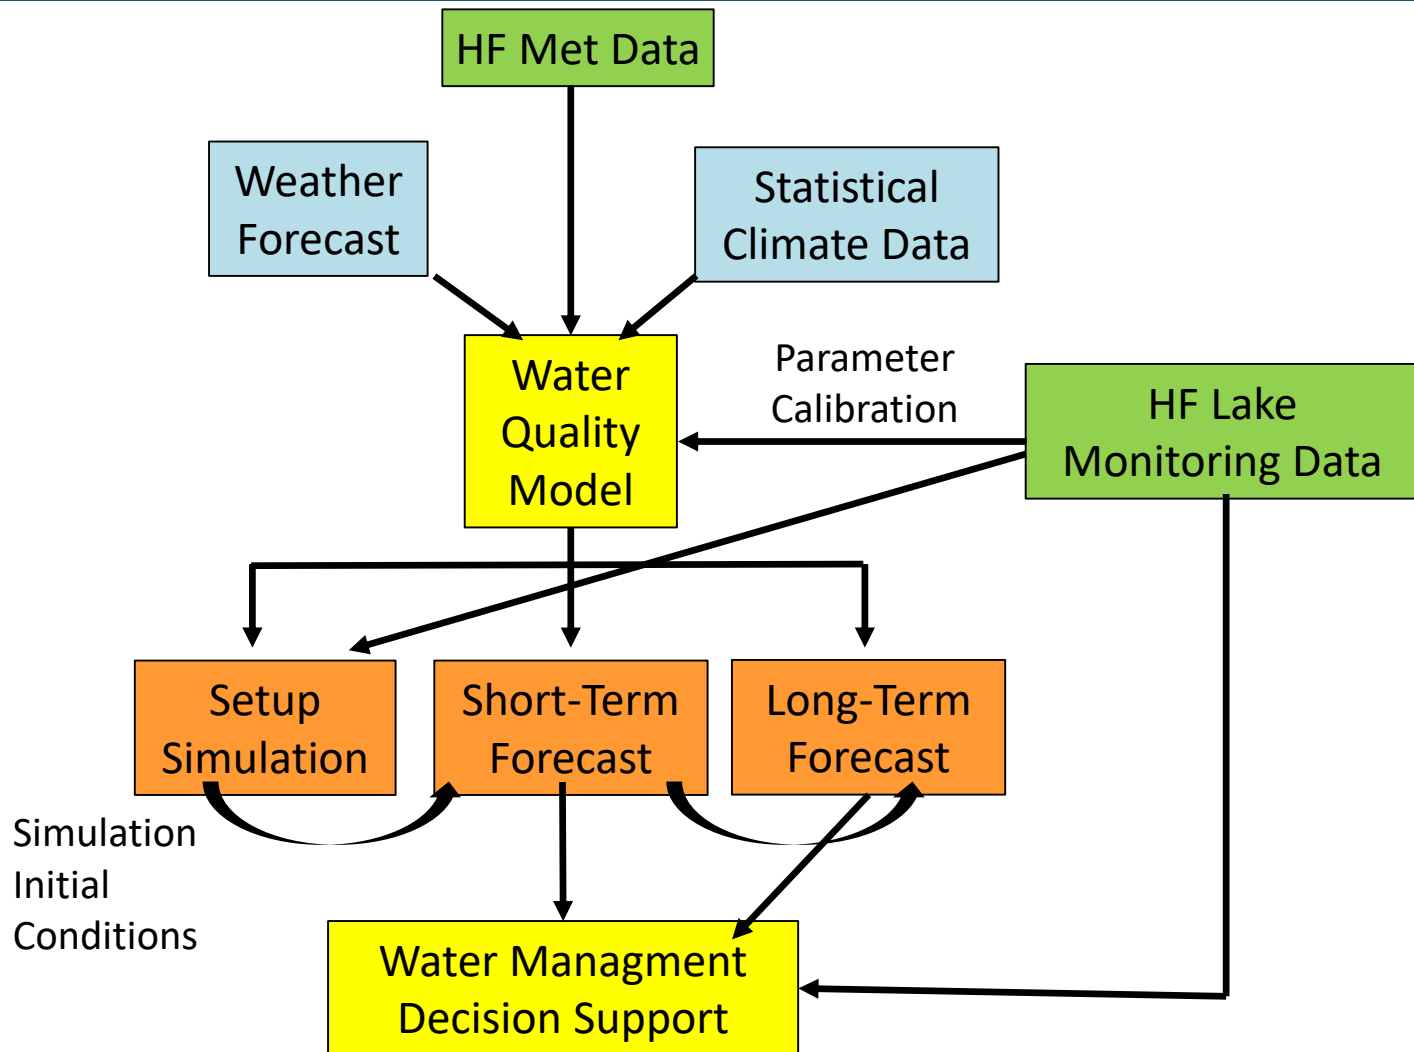 HF Met Data
Weather
Forecast
Statistical
Climate Data
Water
Quality
Model
Parameter
Calibration
HF Lake
Monitoring Data
Setup
Simulation
Short-Term
Forecast
Long-Term
Forecast
Simulation
Initial
Conditions
Water Managment
Decision Support